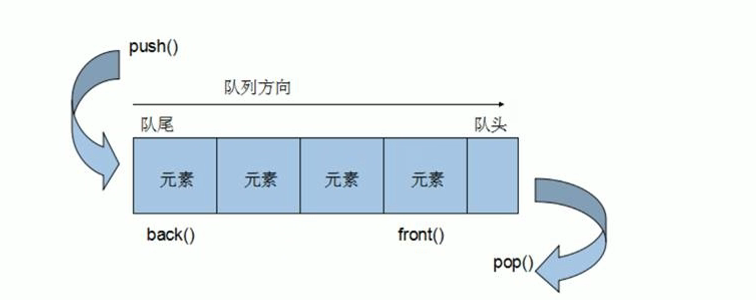 push()
队列方向
队尾 队头
元素 元素 元素 元素
back() front()
pop()